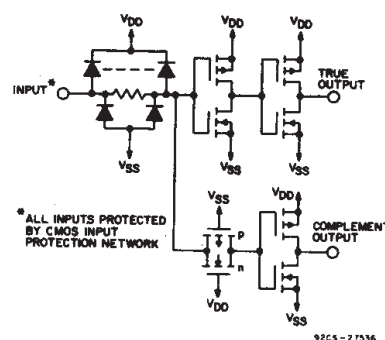 VDD
VDD
VDD
INPUT*
TRUE
OUTPUT
VSS
VSS
VSS
VSS
VDD
*ALL INPUTS PROTECTED
BY CMOS INPUT
PROTECTION NETWORK
p
n
COMPLEMENT
OUTPUT
VDD
VSS
92CS-27536